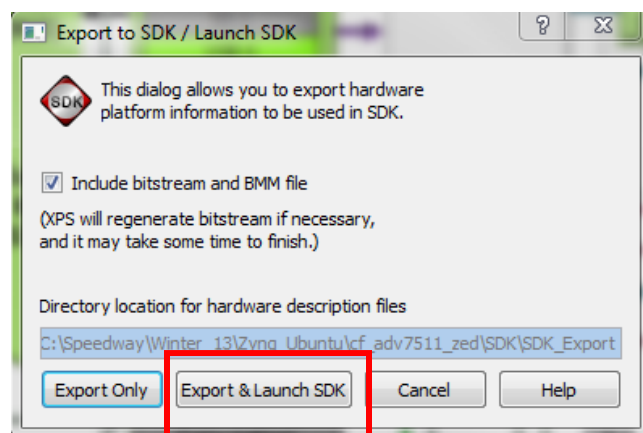 Export to SDK / Launch SDK
SDK
This dialog allows you to export hardware
platform information to be used in SDK.
Include bitstream and BMM file
(XPS will regenerate bitstream if necessary,
and it may take some time to finish.)
Directory location for hardware description files
C:\Speedway\Winter_13\Zynq_Ubuntu\cf_adv7511_zed\SDK\SDK_Export
Export Only Export & Launch SDK Cancel Help